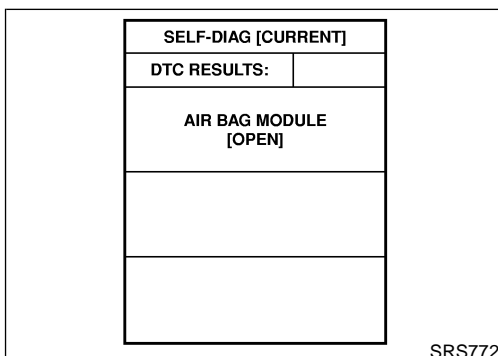 SELF-DIAG [CURRENT]
DTC RESULTS:
AIR BAG MODULE
[OPEN]
SRS772